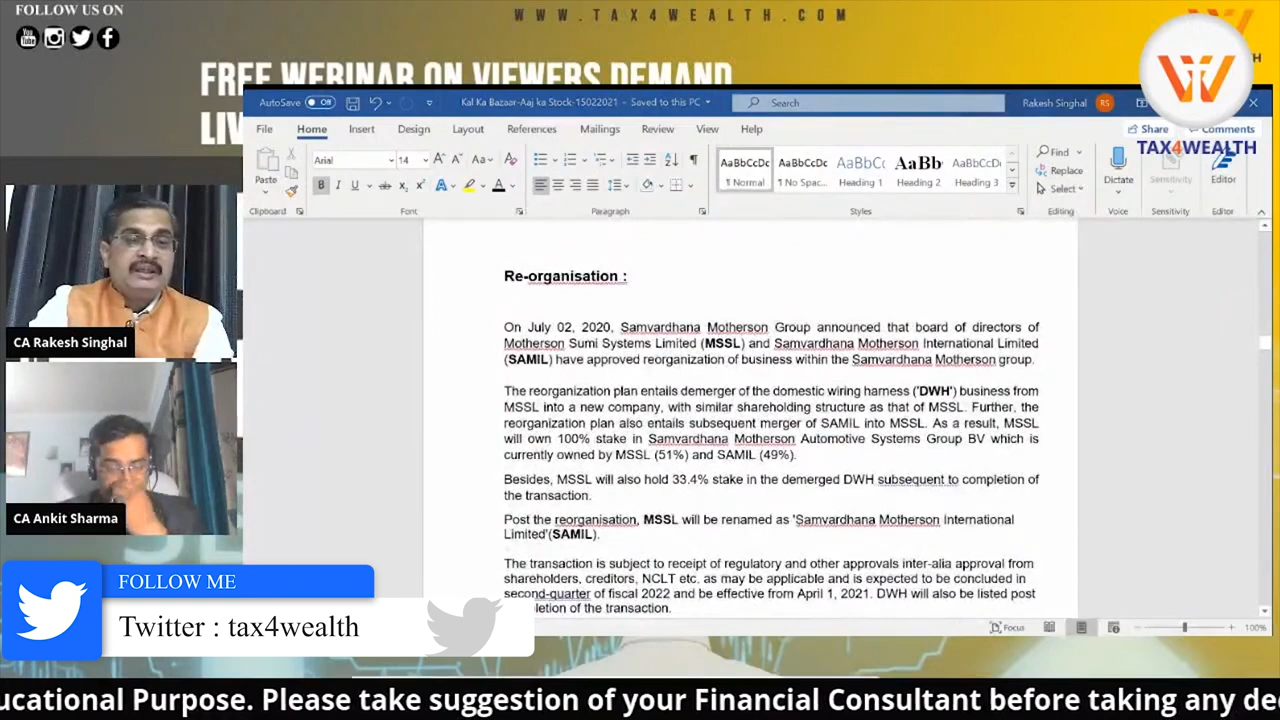 FOLLOW US ON
WWW.TAX4WEALTH.COM
FREE WEBINAR ON VIEWERS DEMAND
AutoSave Off
Kal Ka Bazaar-Aaj ka Stock-15022021 - Saved to this PC
Search
Rakesh Singhal RS
File Home Insert Design Layout References Mailings Review View Help
Share Comments
TAX4WEALTH
Paste
Arial 14
AaBbCcDc AaBbCcDc AaBbCc AaBb AaBbCcDc
¶ Normal ¶ No Spac... Heading 1 Heading 2 Heading 3
Find
Replace
Select
Dictate Sensitivity Editor
Clipboard Font Paragraph Styles Editing Voice Sensitivity Editor
Re-organisation :
On July 02, 2020, Samvardhana Motherson Group announced that board of directors of
Motherson Sumi Systems Limited (MSSL) and Samvardhana Motherson International Limited
(SAMIL) have approved reorganization of business within the Samvardhana Motherson group.
The reorganization plan entails demerger of the domestic wiring harness ('DWH') business from
MSSL into a new company, with similar shareholding structure as that of MSSL. Further, the
reorganization plan also entails subsequent merger of SAMIL into MSSL. As a result, MSSL
will own 100% stake in Samvardhana Motherson Automotive Systems Group BV which is
currently owned by MSSL (51%) and SAMIL (49%).
Besides, MSSL will also hold 33.4% stake in the demerged DWH subsequent to completion of
the transaction.
Post the reorganisation, MSSL will be renamed as 'Samvardhana Motherson International
Limited'(SAMIL).
The transaction is subject to receipt of regulatory and other approvals inter-alia approval from
shareholders, creditors, NCLT etc. as may be applicable and is expected to be concluded in
second-quarter of fiscal 2022 and be effective from April 1, 2021. DWH will also be listed post
of the transaction.
CA Rakesh Singhal
CA Ankit Sharma
FOLLOW ME
Twitter : tax4wealth
Focus
100%
Purpose. Please take suggestion of your Financial Consultant before taking any